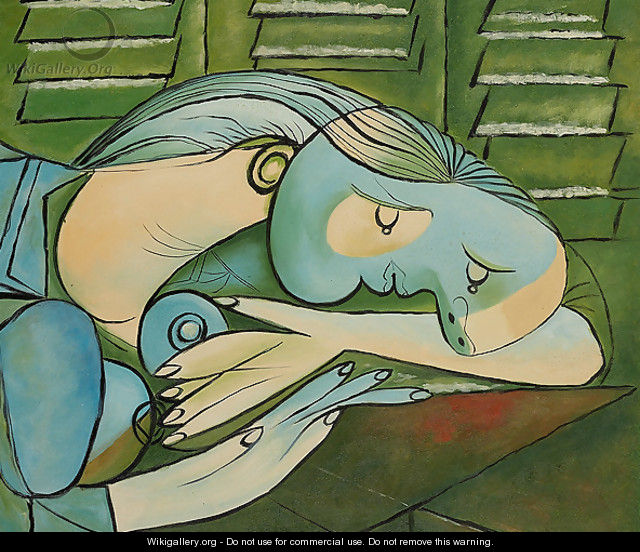 WikiGallery.Org
Wikigallery.org - Do not use for commercial use. Do not remove this warning.